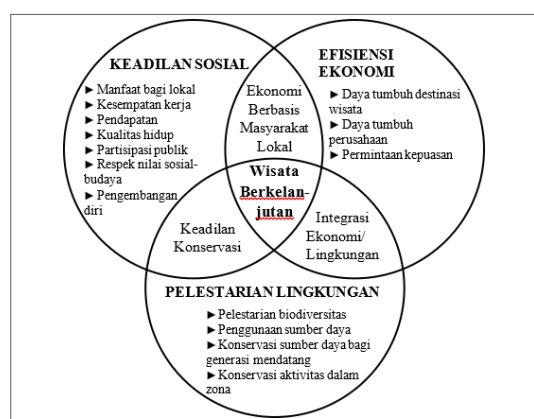 KEADILAN SOSIAL
► Manfaat bagi lokal
► Kesempatan kerja
► Pendapatan
► Kualitas hidup
► Partisipasi publik
► Respek nilai sosial-
budaya
► Pengembangan
diri
Ekonomi
Berbasis
Masyarakat
Lokal
EFISIENSI
EKONOMI
► Daya tumbuh destinasi
wisata
► Daya tumbuh
perusahaan
► Permintaan kepuasan
Wisata
Berkelan-
jutan
Keadilan
Konservasi
Integrasi
Ekonomi/
Lingkungan
PELESTARIAN LINGKUNGAN
► Pelestarian biodiversitas
► Penggunaan sumber daya
► Konservasi sumber daya bagi
generasi mendatang
► Konservasi aktivitas dalam
zona